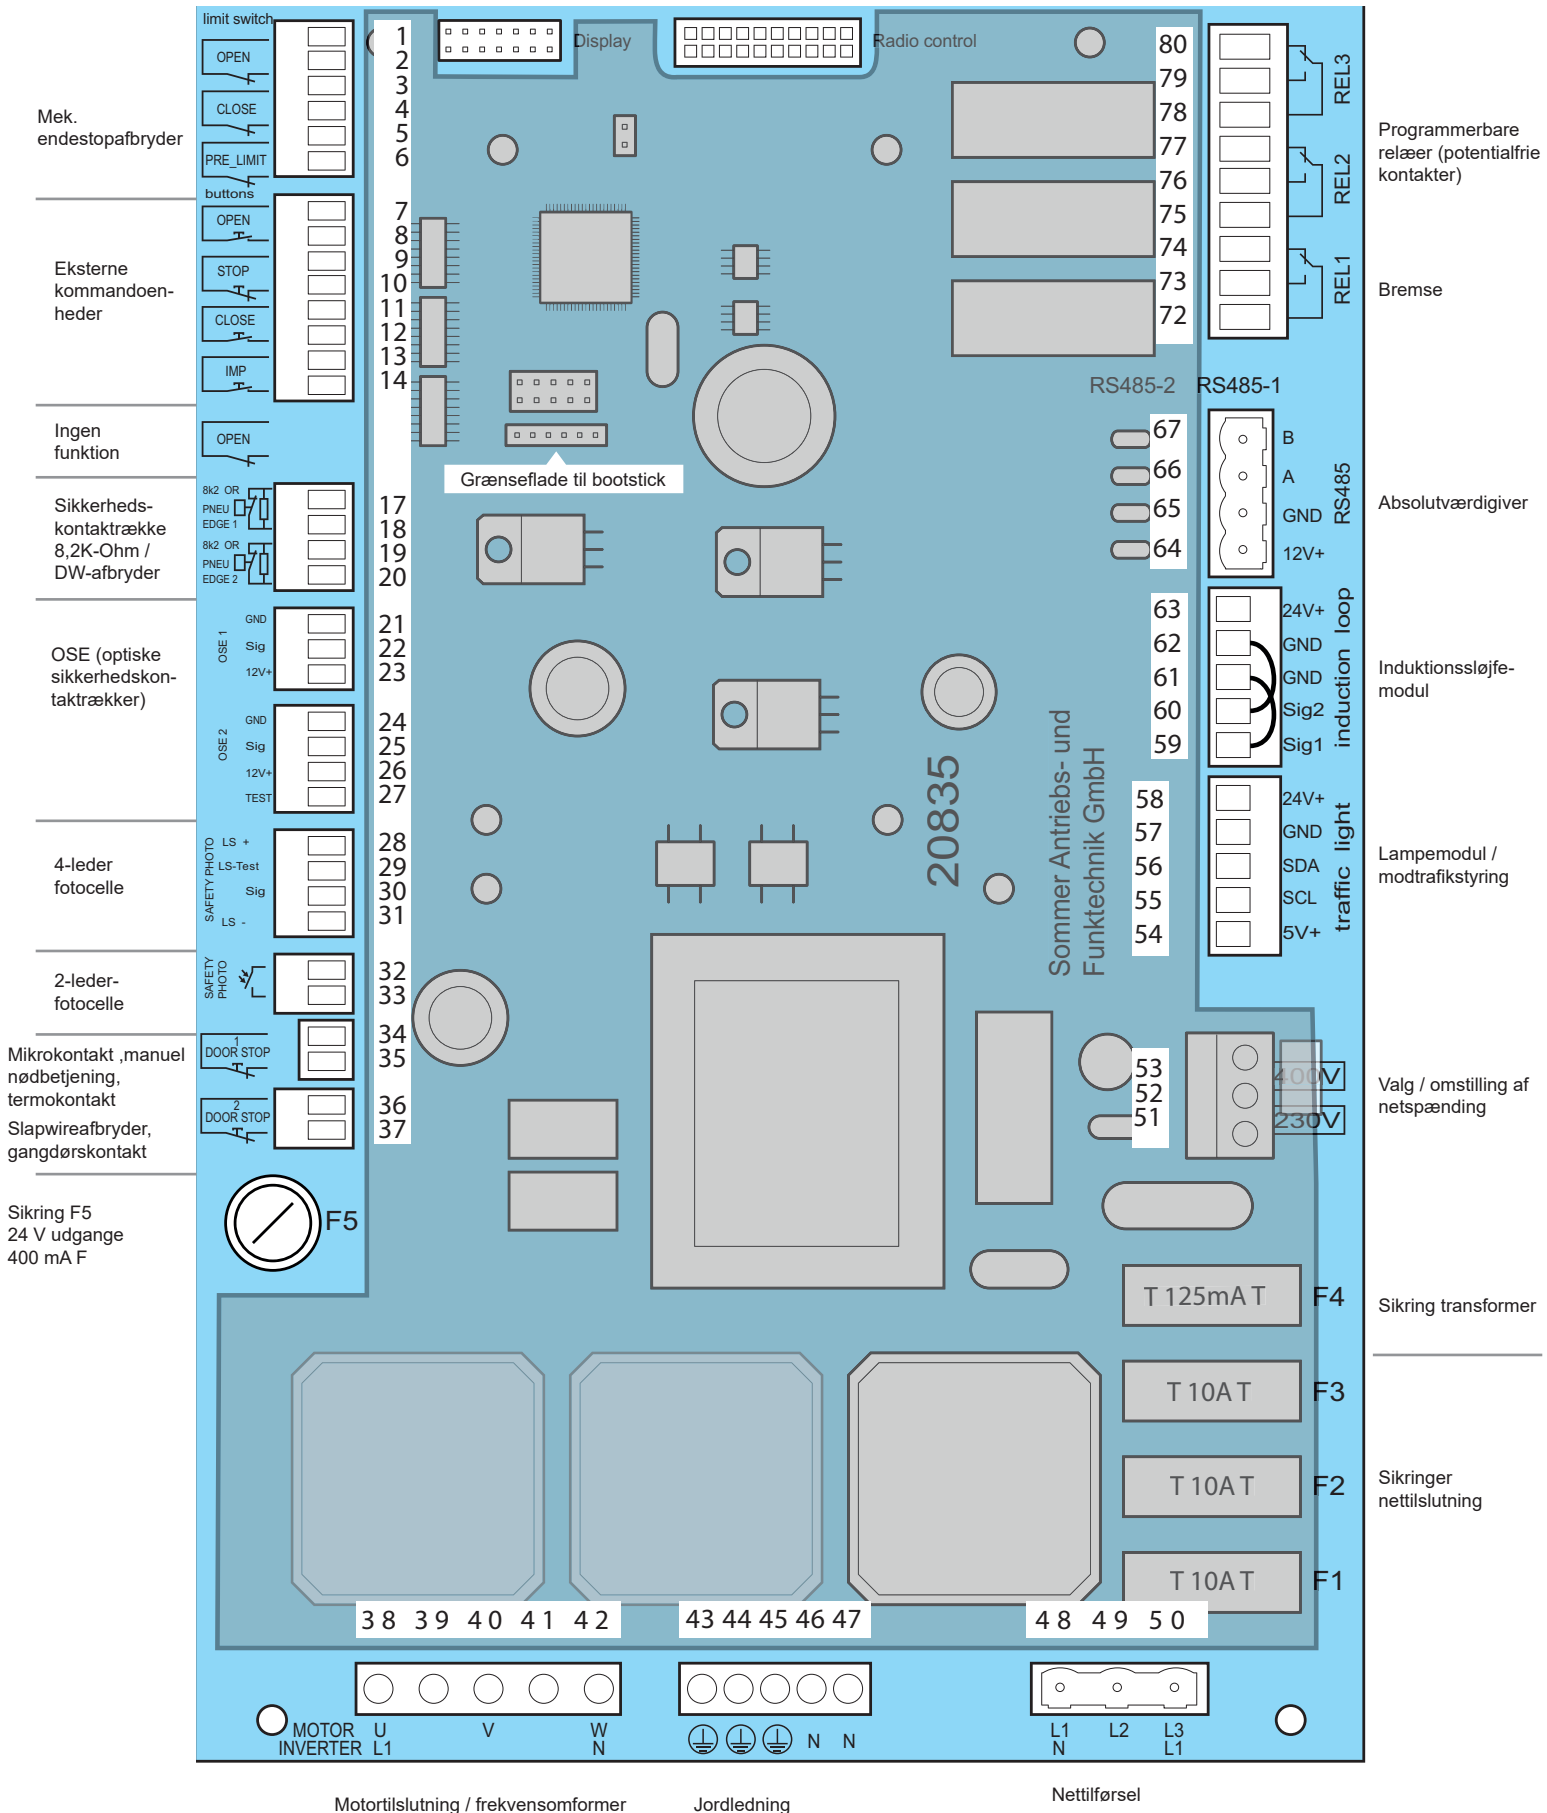 limit switch
OPEN
CLOSE
PRE_LIMIT
buttons
OPEN
STOP
CLOSE
IMP
OPEN
8k2 OR
PNEU
EDGE 1
8k2 OR
PNEU
EDGE 2
OSE 1
GND
Sig
12V+
OSE 2
GND
Sig
12V+
TEST
SAFETY PHOTO
LS +
LS-Test
Sig
LS -
SAFETY
PHOTO
1
DOOR STOP
2
DOOR STOP
F5
Mek.
endestopafbryder
Eksterne
kommandoen-
heder
Ingen
funktion
Sikkerheds-
kontaktrække
8,2K-Ohm /
DW-afbryder
OSE (optiske
sikkerhedskon-
taktrækker)
4-leder
fotocelle
2-leder-
fotocelle
Mikrokontakt ,manuel
nødbetjening,
termokontakt
Slapwireafbryder,
gangdørskontakt
Sikring F5
24 V udgange
400 mA F
1
2
3
4
5
6
7
8
9
10
11
12
13
14
17
18
19
20
21
22
23
24
25
26
27
28
29
30
31
32
33
34
35
36
37
Display
Radio control
Grænseflade til bootstick
20835
Sommer Antriebs- und
Funktechnik GmbH
80
79
78
77
76
75
74
73
72
REL3
REL2
REL1
RS485-2 RS485-1
67
66
65
64
B
A
GND
12V+
RS485
63
62
61
60
59
24V+
GND
GND
Sig2
Sig1
induction loop
58
57
56
55
54
24V+
GND
SDA
SCL
5V+
traffic light
53
52
51
400V
230V
T 125mA T F4
T 10A T F3
T 10A T F2
T 10A T F1
Programmerbare
relæer (potentialfrie
kontakter)
Bremse
Absolutværdigiver
Induktionssløjfe-
modul
Lampemodul /
modtrafikstyring
Valg / omstilling af
netspænding
Sikring transformer
Sikringer
nettilslutning
38 39 40 41 42 43 44 45 46 47 48 49 50
MOTOR U V W N N L1 L2 L3
INVERTER L1 N N L1
Motortilslutning / frekvensomformer
Jordledning
Nettilførsel